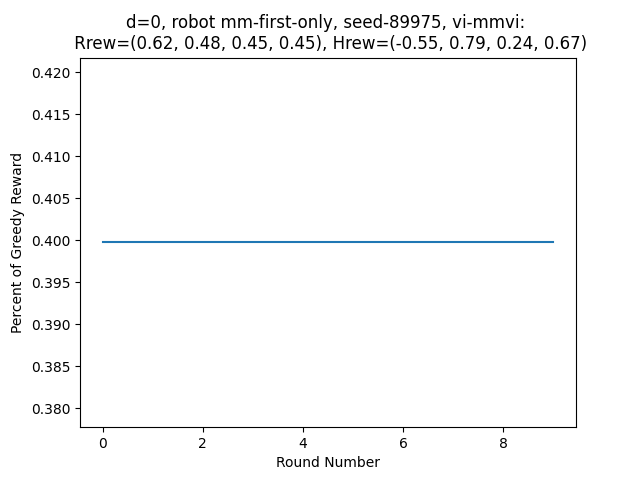 d=0, robot mm-first-only, seed-89975, vi-mmvi:
Rrew=(0.62, 0.48, 0.45, 0.45), Hrew=(-0.55, 0.79, 0.24, 0.67)
0.420
0.415
0.410
0.405
0.400
0.395
0.390
0.385
0.380
Percent of Greedy Reward
0 2 4 6 8
Round Number